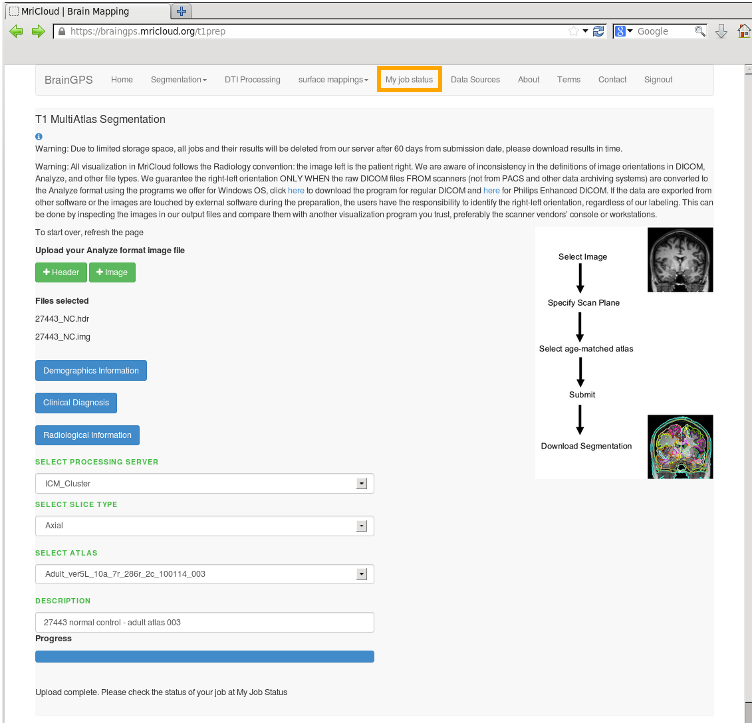 MriCloud | Brain Mapping
https://braingps.mricloud.org/t1prep
Google
BrainGPS Home Segmentation DTI Processing surface mappings My job status Data Sources About Terms Contact Signout
T1 MultiAtlas Segmentation
Warning: Due to limited storage space, all jobs and their results will be deleted from our server after 60 days from submission date, please download results in time.
Warning: All visualization in MriCloud follows the Radiology convention: the image left is the patient right. We are aware of inconsistency in the definitions of image orientations in DICOM,
Analyze, and other file types. We guarantee the right-left orientation ONLY WHEN the raw DICOM files FROM scanners (not from PACS and other data archiving systems) are converted to
the Analyze format using the programs we offer for Windows OS, click here to download the program for regular DICOM and here for Philips Enhanced DICOM. If the data are exported from
other software or the images are touched by external software during the preparation, the users have the responsibility to identify the right-left orientation, regardless of our labeling. This can
be done by inspecting the images in our output files and compare them with another visualization program you trust, preferably the scanner vendors' console or workstations.
To start over, refresh the page
Upload your Analyze format image file
+ Header + Image
Files selected
27443_NC.hdr
27443_NC.img
Demographics Information
Clinical Diagnosis
Radiological Information
SELECT PROCESSING SERVER
ICM_Cluster
SELECT SLICE TYPE
Axial
SELECT ATLAS
Adult_ver5L_10a_7r_286r_2c_100114_003
DESCRIPTION
27443 normal control - adult atlas 003
Progress
Upload complete. Please check the status of your job at My Job Status
Select Image
Specify Scan Plane
Select age-matched atlas
Submit
Download Segmentation